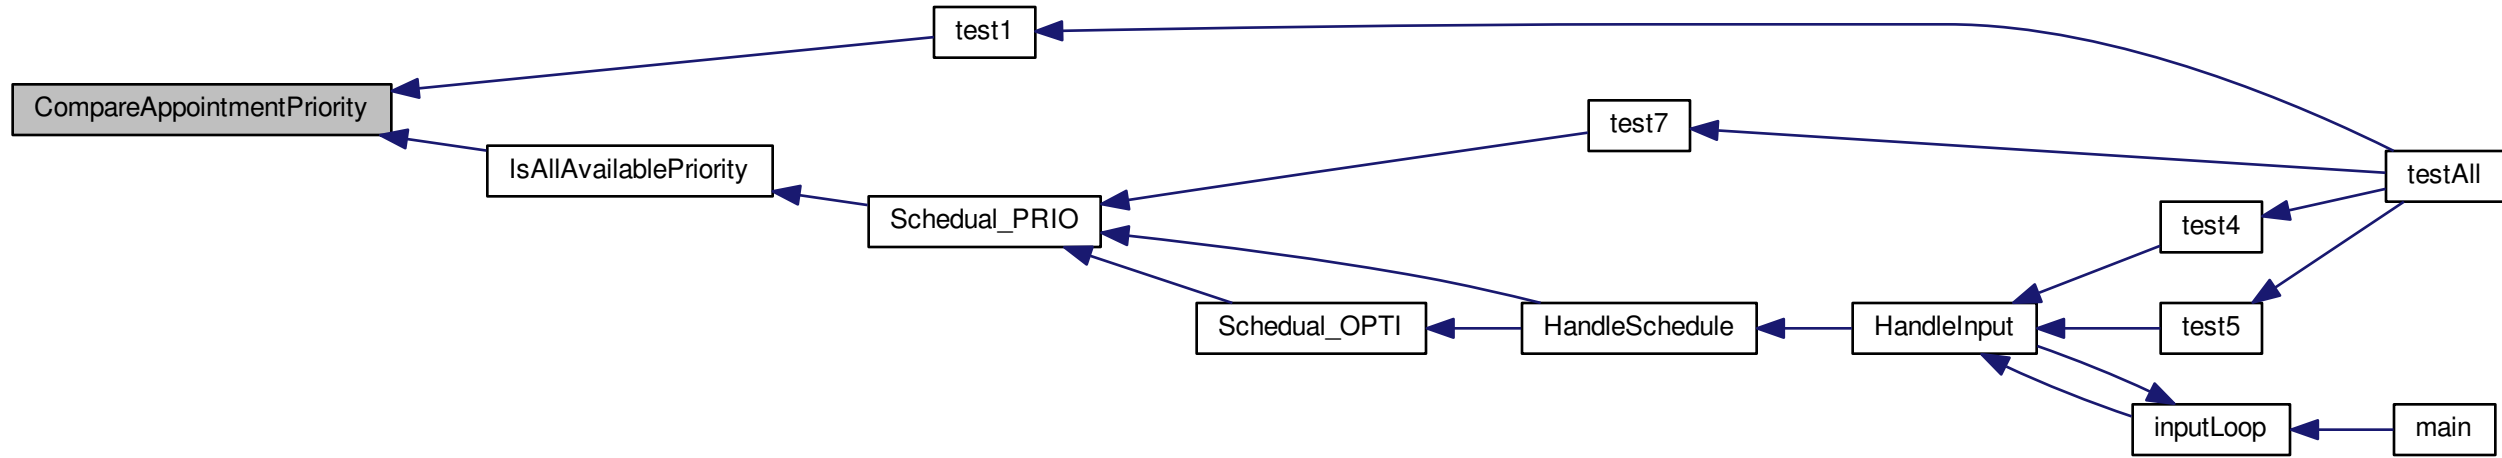 test1
CompareAppointmentPriority
test7
IsAllAvailablePriority
testAll
Schedual_PRIO
test4
Schedual_OPTI
HandleSchedule
HandleInput
test5
inputLoop
main